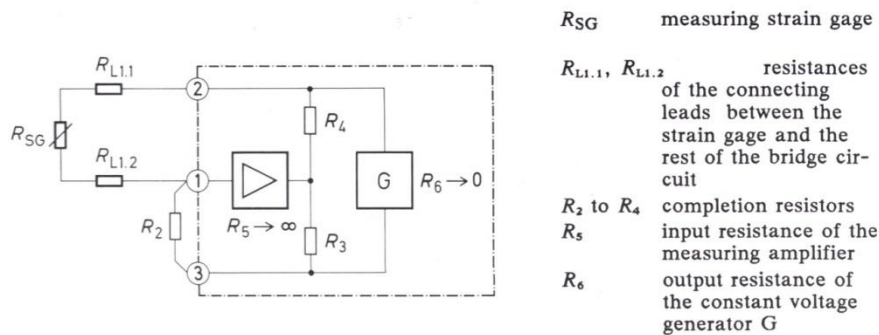 R_L1.1
2
R_4
R_SG
R_L1.2
1
G
R_6 → 0
R_2
R_5 → ∞
R_3
3
R_SG measuring strain gage
R_L1.1, R_L1.2 resistances
of the connecting
leads between the
strain gage and the
rest of the bridge cir-
cuit
R_2 to R_4 completion resistors
R_5 input resistance of the
measuring amplifier
R_6 output resistance of
the constant voltage
generator G